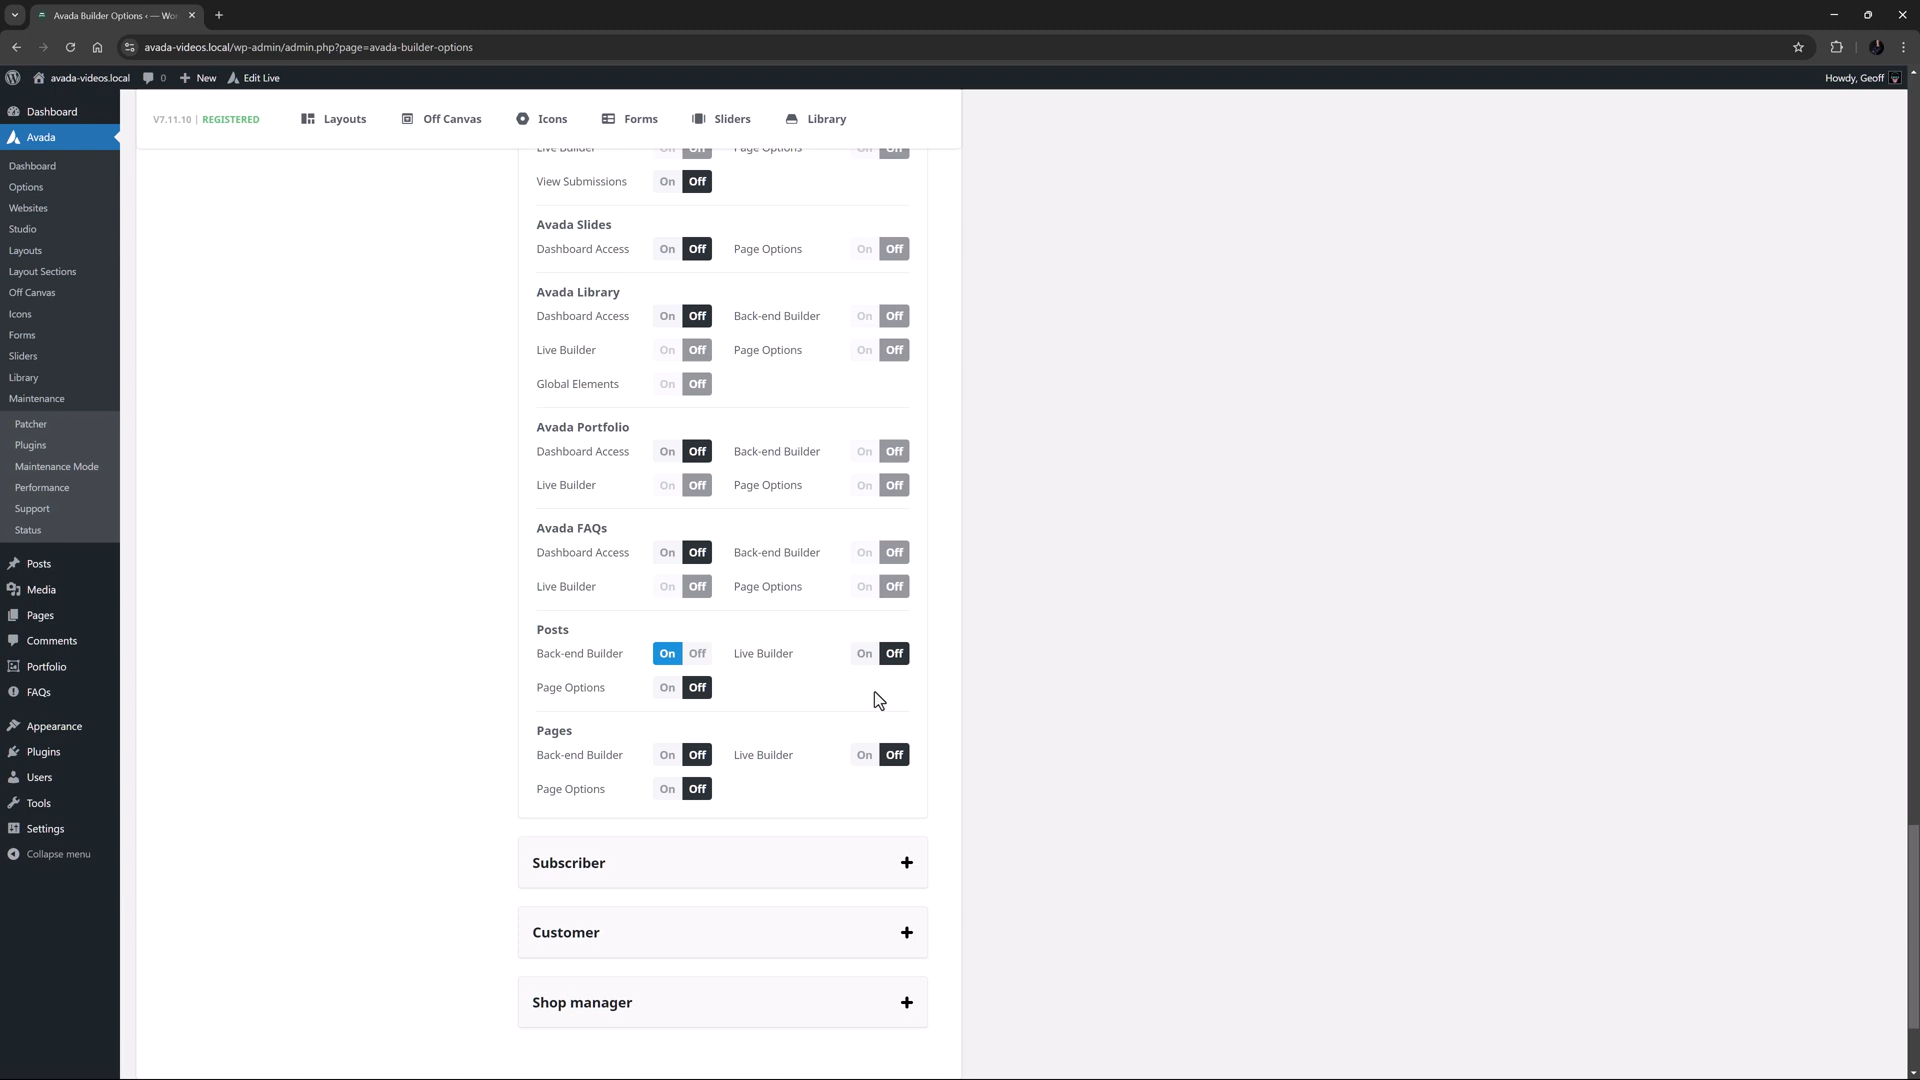 Avada Builder Options ‹ — Wor
avada-videos.local/wp-admin/admin.php?page=avada-builder-options
avada-videos.local 0 New Edit Live Howdy, Geoff
Dashboard
Avada
Dashboard
Options
Websites
Studio
Layouts
Layout Sections
Off Canvas
Icons
Forms
Sliders
Library
Maintenance
Patcher
Plugins
Maintenance Mode
Performance
Support
Status
Posts
Media
Pages
Comments
Portfolio
FAQs
Appearance
Plugins
Users
Tools
Settings
Collapse menu
V7.11.10 | REGISTERED Layouts Off Canvas Icons Forms Sliders Library
Live Builder On Off Page Options On Off
View Submissions On Off
Avada Slides
Dashboard Access On Off Page Options On Off
Avada Library
Dashboard Access On Off Back-end Builder On Off
Live Builder On Off Page Options On Off
Global Elements On Off
Avada Portfolio
Dashboard Access On Off Back-end Builder On Off
Live Builder On Off Page Options On Off
Avada FAQs
Dashboard Access On Off Back-end Builder On Off
Live Builder On Off Page Options On Off
Posts
Back-end Builder On Off Live Builder On Off
Page Options On Off
Pages
Back-end Builder On Off Live Builder On Off
Page Options On Off
Subscriber
Customer
Shop manager